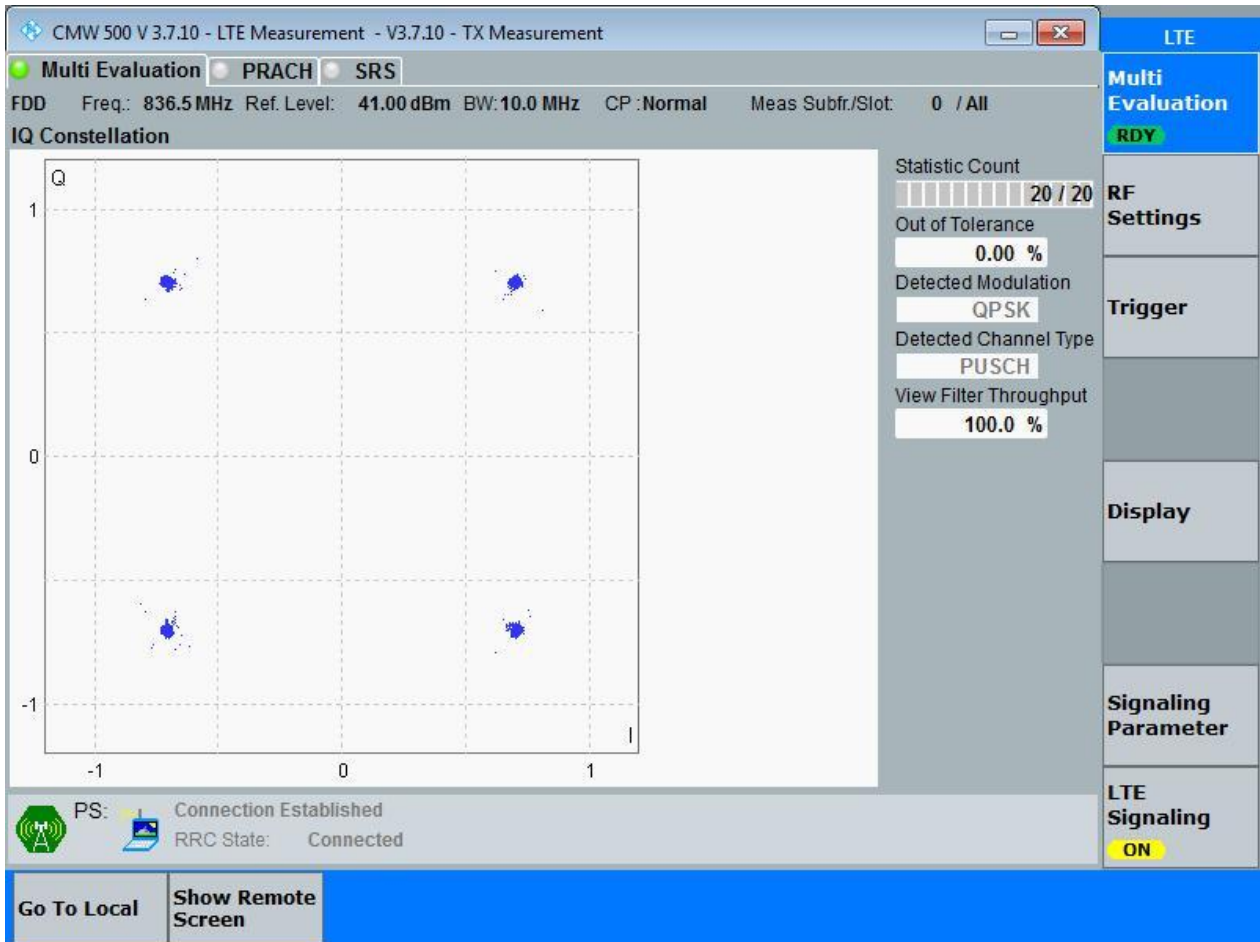 CMW 500 V 3.7.10 - LTE Measurement - V3.7.10 - TX Measurement
LTE
Multi Evaluation PRACH SRS
FDD Freq.: 836.5 MHz Ref. Level: 41.00 dBm BW: 10.0 MHz CP : Normal Meas Subfr./Slot: 0 / All
IQ Constellation
Q
1
0
-1
I
-1 0 1
Statistic Count
20 / 20
Out of Tolerance
0.00 %
Detected Modulation
QPSK
Detected Channel Type
PUSCH
View Filter Throughput
100.0 %
Multi
Evaluation
RDY
RF
Settings
Trigger
Display
Signaling
Parameter
LTE
Signaling
ON
PS: Connection Established
RRC State: Connected
Go To Local
Show Remote
Screen